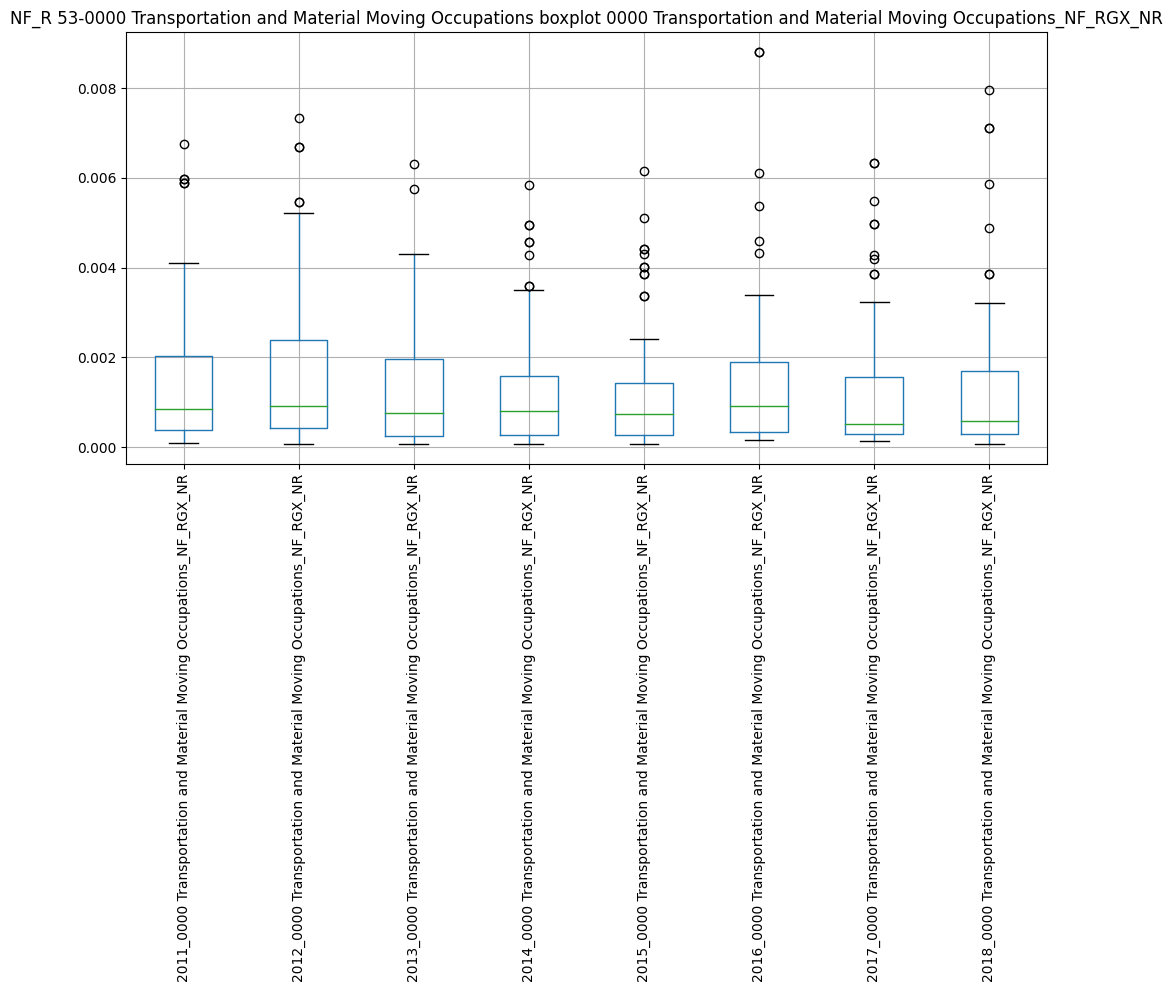 NF_R 53-0000 Transportation and Material Moving Occupations boxplot 0000 Transportation and Material Moving Occupations_NF_RGX_NR
0.008
0.006
0.004
0.002
0.000
2011_0000 Transportation and Material Moving Occupations_NF_RGX_NR
2012_0000 Transportation and Material Moving Occupations_NF_RGX_NR
2013_0000 Transportation and Material Moving Occupations_NF_RGX_NR
2014_0000 Transportation and Material Moving Occupations_NF_RGX_NR
2015_0000 Transportation and Material Moving Occupations_NF_RGX_NR
2016_0000 Transportation and Material Moving Occupations_NF_RGX_NR
2017_0000 Transportation and Material Moving Occupations_NF_RGX_NR
2018_0000 Transportation and Material Moving Occupations_NF_RGX_NR